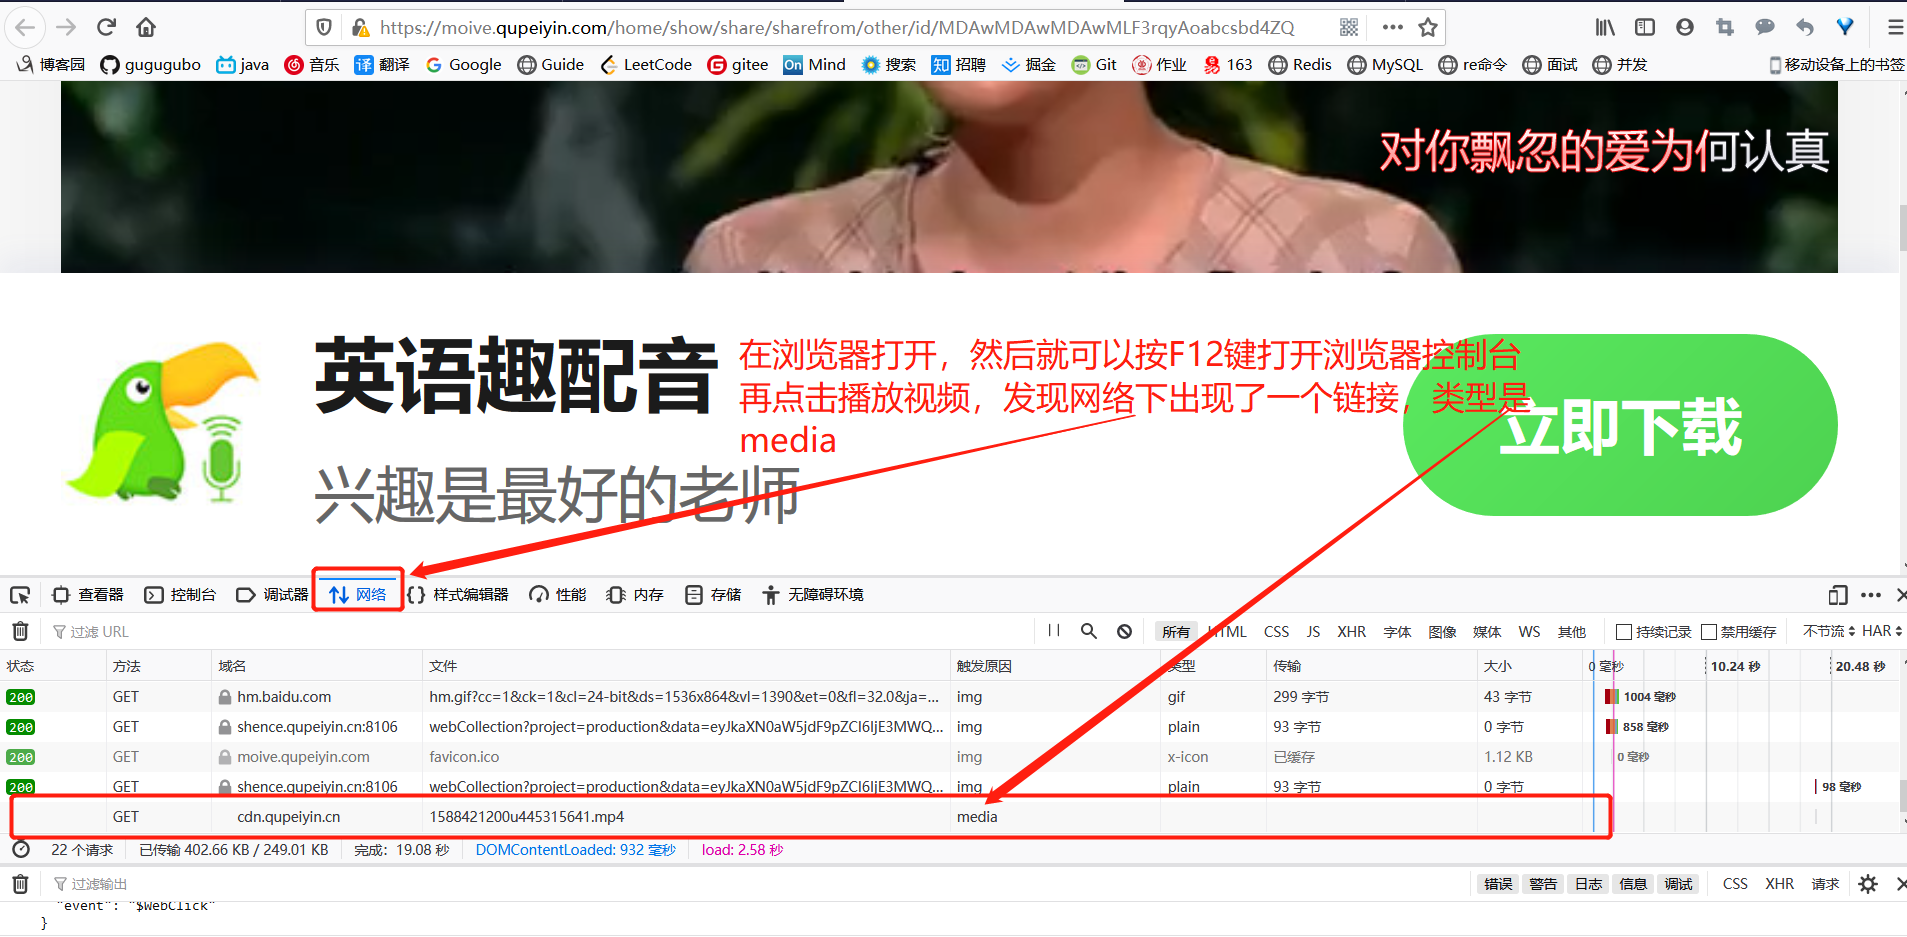 https://moive.qupeiyin.com/home/show/share/sharefrom/other/id/MDAwMDAwMDAwMLF3rqyAoabcsbd4ZQ
博客园 gugugubo java 音乐 翻译 Google Guide LeetCode gitee Mind 搜索 招聘 掘金 Git 作业 163 Redis MySQL re命令 面试 并发 移动设备上的书签
对你飘忽的爱为何认真
英语趣配音
兴趣是最好的老师
在浏览器打开，然后就可以按F12键打开浏览器控制台
再点击播放视频，发现网络下出现了一个链接，类型是
media
立即下载
查看器 控制台 调试器 网络 样式编辑器 性能 内存 存储 无障碍环境
过滤 URL 所有 HTML CSS JS XHR 字体 图像 媒体 WS 其他 持续记录 禁用缓存 不节流 HAR
状态 方法 域名 文件 触发原因 类型 传输 大小 0 毫秒 10.24 秒 20.48 秒
200 GET hm.baidu.com hm.gif?cc=1&ck=1&cl=24-bit&ds=1536x864&vl=1390&et=0&fl=32.0&ja=... img gif 299 字节 43 字节 1004 毫秒
200 GET shence.qupeiyin.cn:8106 webCollection?project=production&data=eyJkaXN0aW5jdF9pZCI6IjE3MWQ... img plain 93 字节 0 字节 858 毫秒
200 GET moive.qupeiyin.com favicon.ico img x-icon 已缓存 1.12 KB 0 毫秒
200 GET shence.qupeiyin.cn:8106 webCollection?project=production&data=eyJkaXN0aW5jdF9pZCI6IjE3MWQ... img plain 93 字节 0 字节 98 毫秒
GET cdn.qupeiyin.cn 1588421200u445315641.mp4 media
22 个请求 已传输 402.66 KB / 249.01 KB 完成：19.08 秒 DOMContentLoaded: 932 毫秒 load: 2.58 秒
过滤输出 错误 警告 日志 信息 调试 CSS XHR 请求
"event": "$WebClick"
}